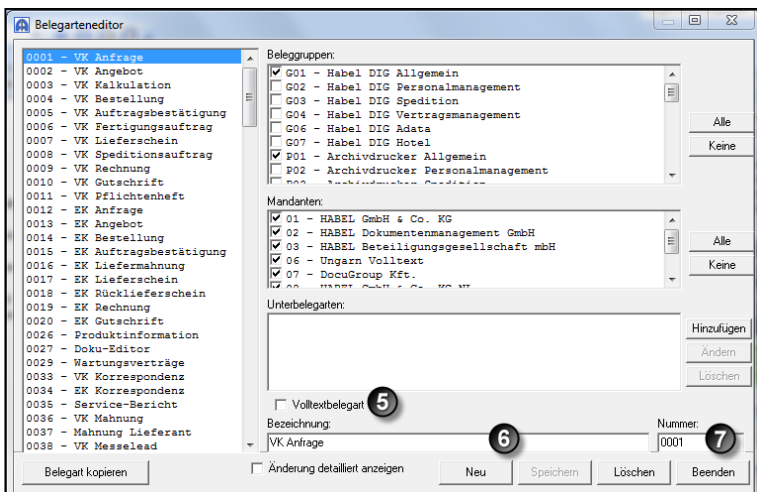 Belegarteneditor
0001 - VK Anfrage
0002 - VK Angebot
0003 - VK Kalkulation
0004 - VK Bestellung
0005 - VK Auftragsbestätigung
0006 - VK Fertigungsauftrag
0007 - VK Lieferschein
0008 - VK Speditionsauftrag
0009 - VK Rechnung
0010 - VK Gutschrift
0011 - VK Pflichtenheft
0012 - EK Anfrage
0013 - EK Angebot
0014 - EK Bestellung
0015 - EK Auftragsbestätigung
0016 - EK Liefermahnung
0017 - EK Lieferschein
0018 - EK Rücklieferschein
0019 - EK Rechnung
0020 - EK Gutschrift
0026 - Produktinformation
0027 - Doku-Editor
0029 - Wartungsverträge
0033 - VK Korrespondenz
0034 - EK Korrespondenz
0035 - Service-Bericht
0036 - VK Mahnung
0037 - Mahnung Lieferant
0038 - VK Messelead
Beleggruppen:
G01 - Habel DIG Allgemein
G02 - Habel DIG Personalmanagement
G03 - Habel DIG Spedition
G04 - Habel DIG Vertragsmanagement
G06 - Habel DIG Adata
G07 - Habel DIG Hotel
P01 - Archivdrucker Allgemein
P02 - Archivdrucker Personalmanagement
Alle
Keine
Mandanten:
01 - HABEL GmbH & Co. KG
02 - HABEL Dokumentenmanagement GmbH
03 - HABEL Beteiligungsgesellschaft mbH
06 - Ungarn Volltext
07 - DocuGroup Kft.
Alle
Keine
Unterbelegarten:
Hinzufügen
Ändern
Löschen
Volltextbelegart 5
Bezeichnung: Nummer:
VK Anfrage 6 0001 7
Belegart kopieren Änderung detailliert anzeigen Neu Speichern Löschen Beenden